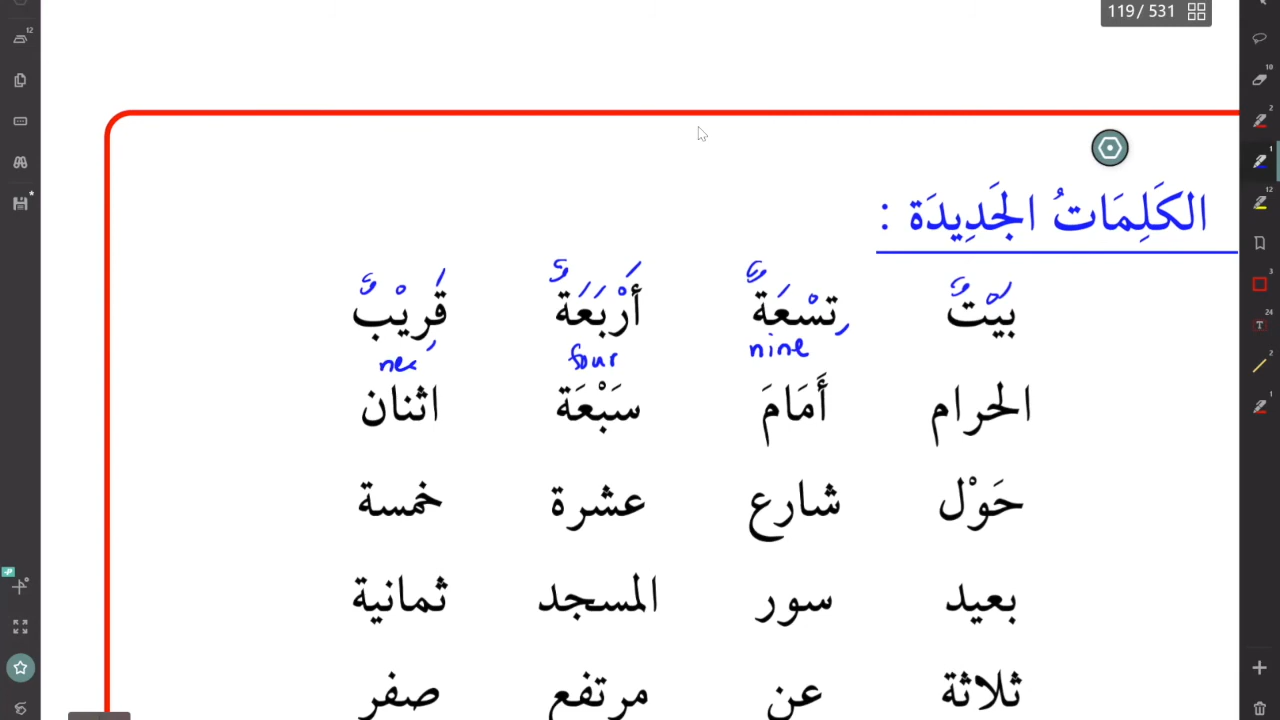 119/ 531
الكَلِمَاتُ الجَدِيدَة :
بَيْتٌ تِسْعَةٌ أَرْبَعَةٌ قَرِيْبٌ
nine four nea
الحرام أَمَامَ سَبْعَة اثنان
حَوْل شارع عشرة خمسة
بعيد سور المسجد ثمانية
ثلاثة عن مرتفع صفر